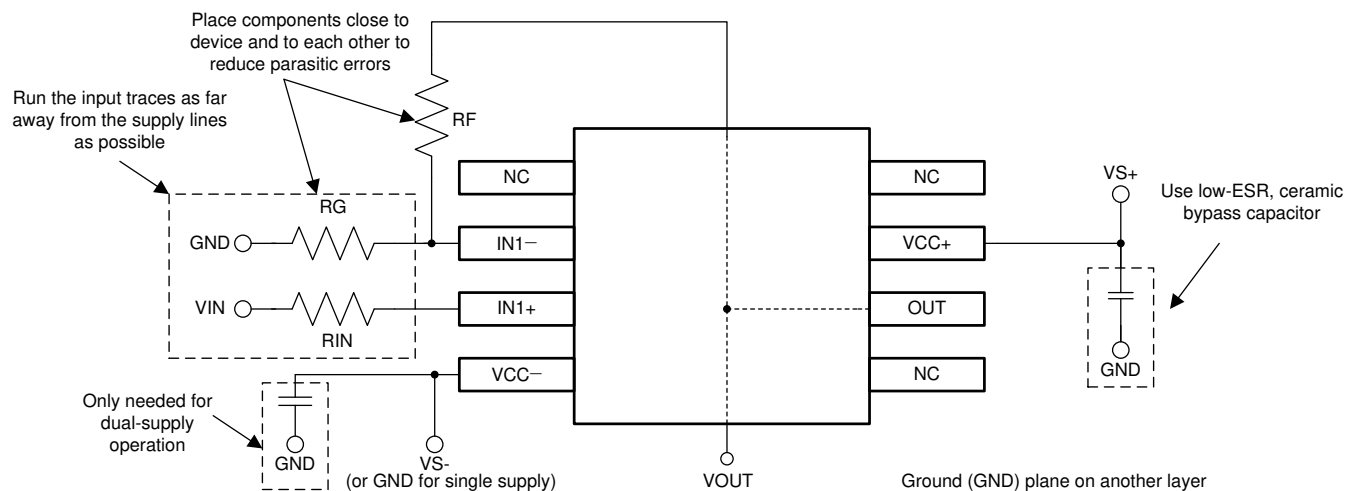 Place components close to
device and to each other to
reduce parasitic errors
Run the input traces as far
away from the supply lines
as possible
RF
NC
NC
VS+
Use low-ESR, ceramic
bypass capacitor
RG
GND
IN1−
VCC+
VIN
IN1+
OUT
RIN
VCC−
NC
GND
Only needed for
dual-supply
operation
GND
VS-
(or GND for single supply)
VOUT
Ground (GND) plane on another layer